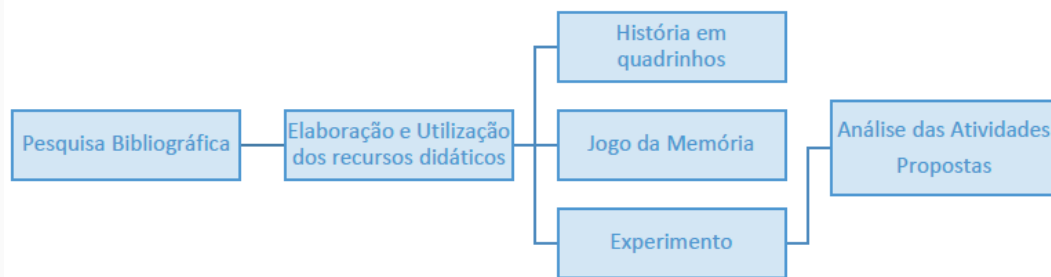 Pesquisa Bibliográfica
Elaboração e Utilização
dos recursos didáticos
História em
quadrinhos
Jogo da Memória
Experimento
Análise das Atividades
Propostas